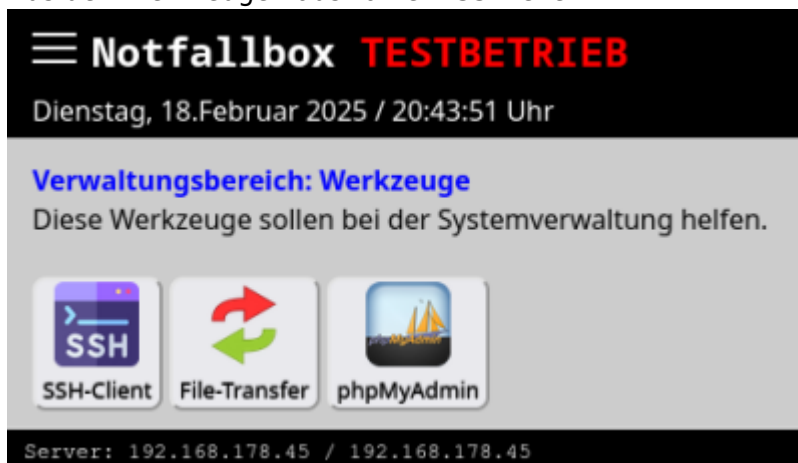 Notfallbox TESTBETRIEB
Dienstag, 18.Februar 2025 / 20:43:51 Uhr
Verwaltungsbereich: Werkzeuge
Diese Werkzeuge sollen bei der Systemverwaltung helfen.
SSH
phpMyAdmin
SSH-Client File-Transfer phpMyAdmin
Server: 192.168.178.45 / 192.168.178.45